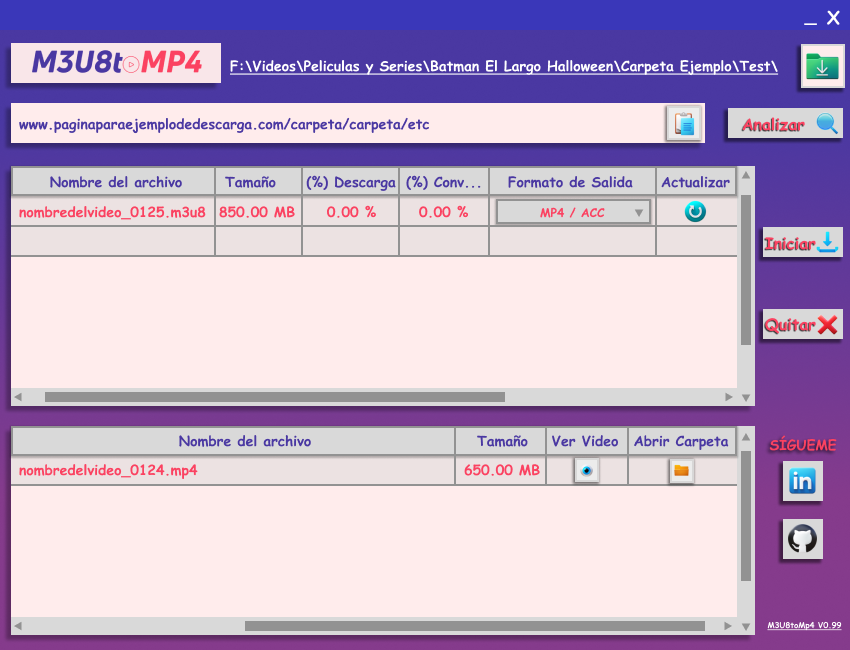 _ X
M3U8toMP4
F:\Videos\Peliculas y Series\Batman El Largo Halloween\Carpeta Ejemplo\Test\
www.paginaparaejemplodedescarga.com/carpeta/carpeta/etc
Analizar
Nombre del archivo Tamaño (%) Descarga (%) Conv... Formato de Salida Actualizar
nombredelvideo_0125.m3u8 850.00 MB 0.00 % 0.00 % MP4 / ACC
Iniciar
Quitar
Nombre del archivo Tamaño Ver Video Abrir Carpeta
nombredelvideo_0124.mp4 650.00 MB
SÍGUEME
in
M3U8toMp4 V0.99